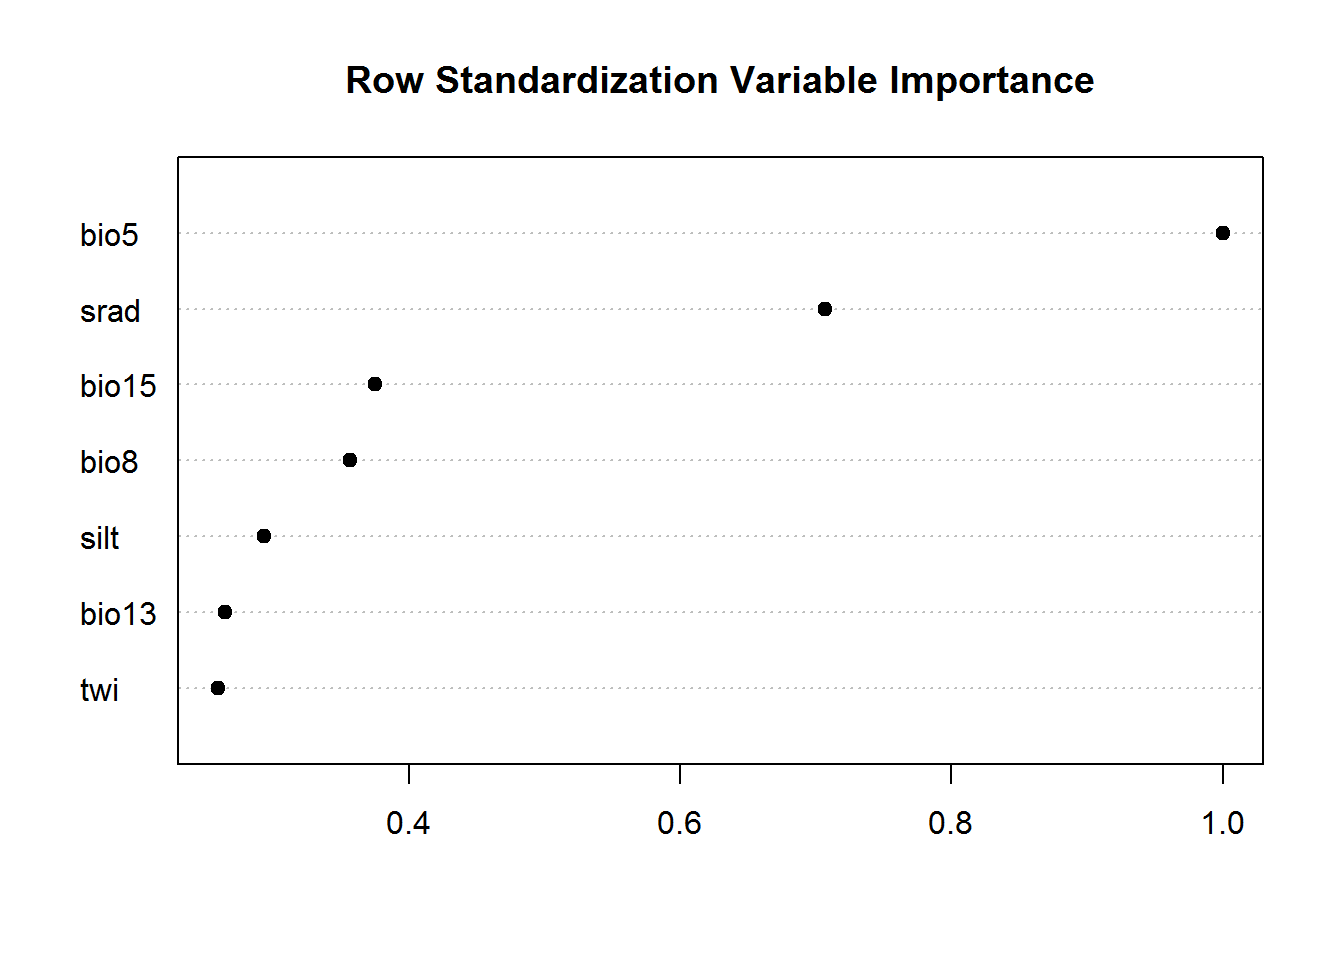 Row Standardization Variable Importance
bio5
srad
bio15
bio8
silt
bio13
twi
0.4 0.6 0.8 1.0